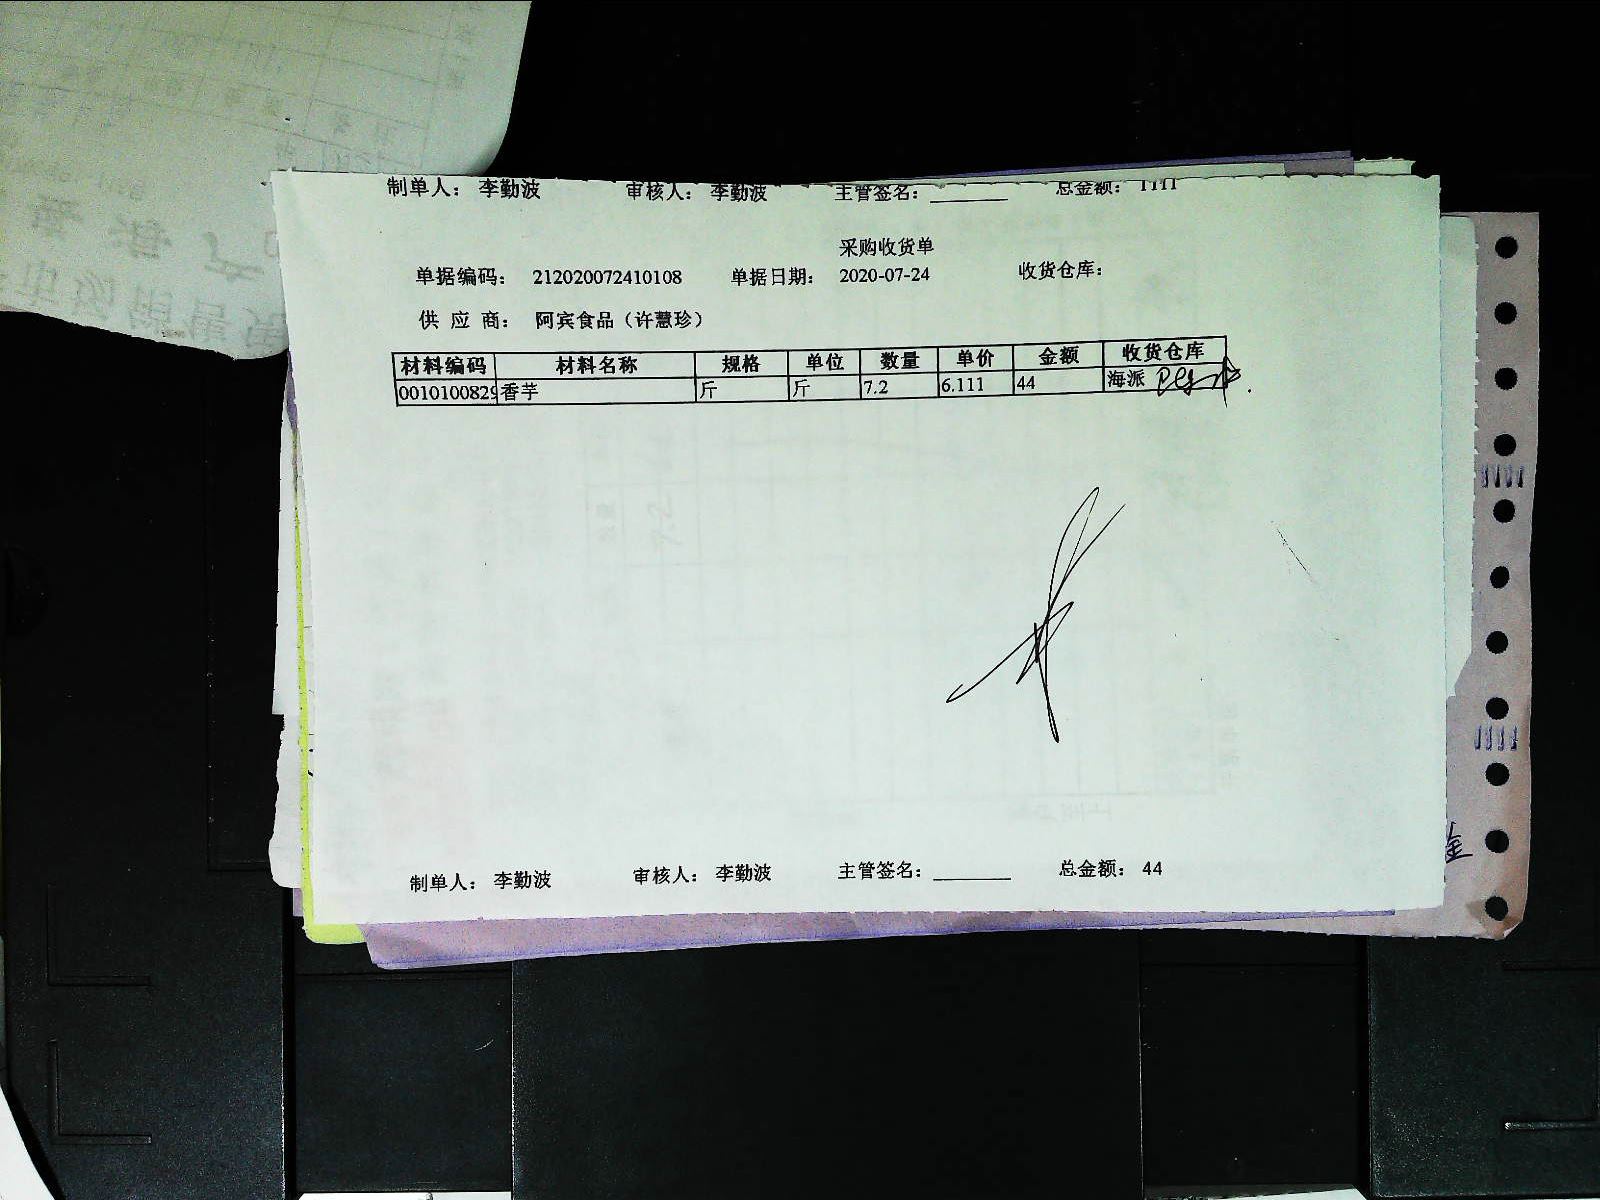 制单人： 李勤波 审核人： 李勤波 主管签名：________ 总金额： 1111
采购收货单
单据编码： 212020072410108 单据日期： 2020-07-24 收货仓库：
供 应 商： 阿宾食品（许慧珍）
材料编码 材料名称 规格 单位 数量 单价 金额 收货仓库
0010100829 香芋 斤 斤 7.2 6.111 44 海派
制单人： 李勤波 审核人： 李勤波 主管签名：________ 总金额： 44
金